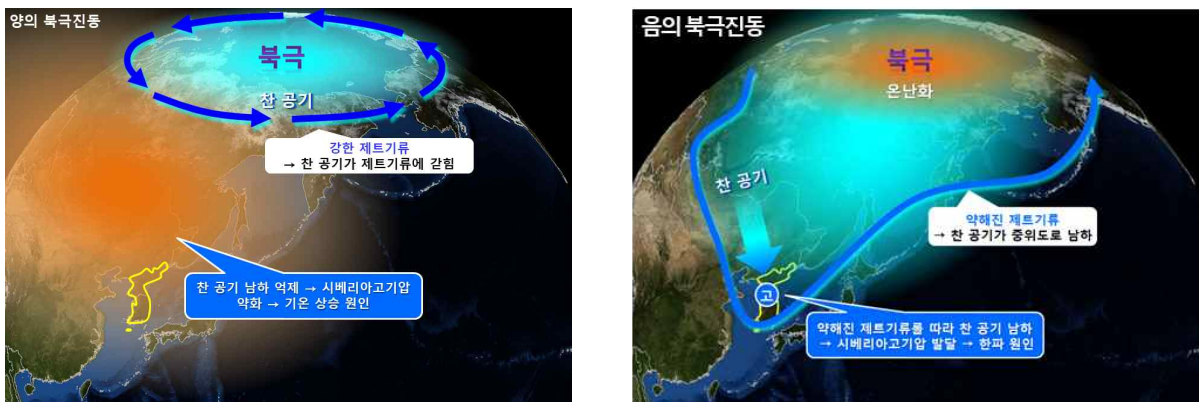 양의 북극진동
북극
찬 공기
강한 제트기류
→ 찬 공기가 제트기류에 갇힘
찬 공기 남하 억제 → 시베리아고기압
약화 → 기온 상승 원인
음의 북극진동
북극
온난화
찬 공기
약해진 제트기류
→ 찬 공기가 중위도로 남하
고
약해진 제트기류를 따라 찬 공기 남하
→ 시베리아고기압 발달 → 한파 원인